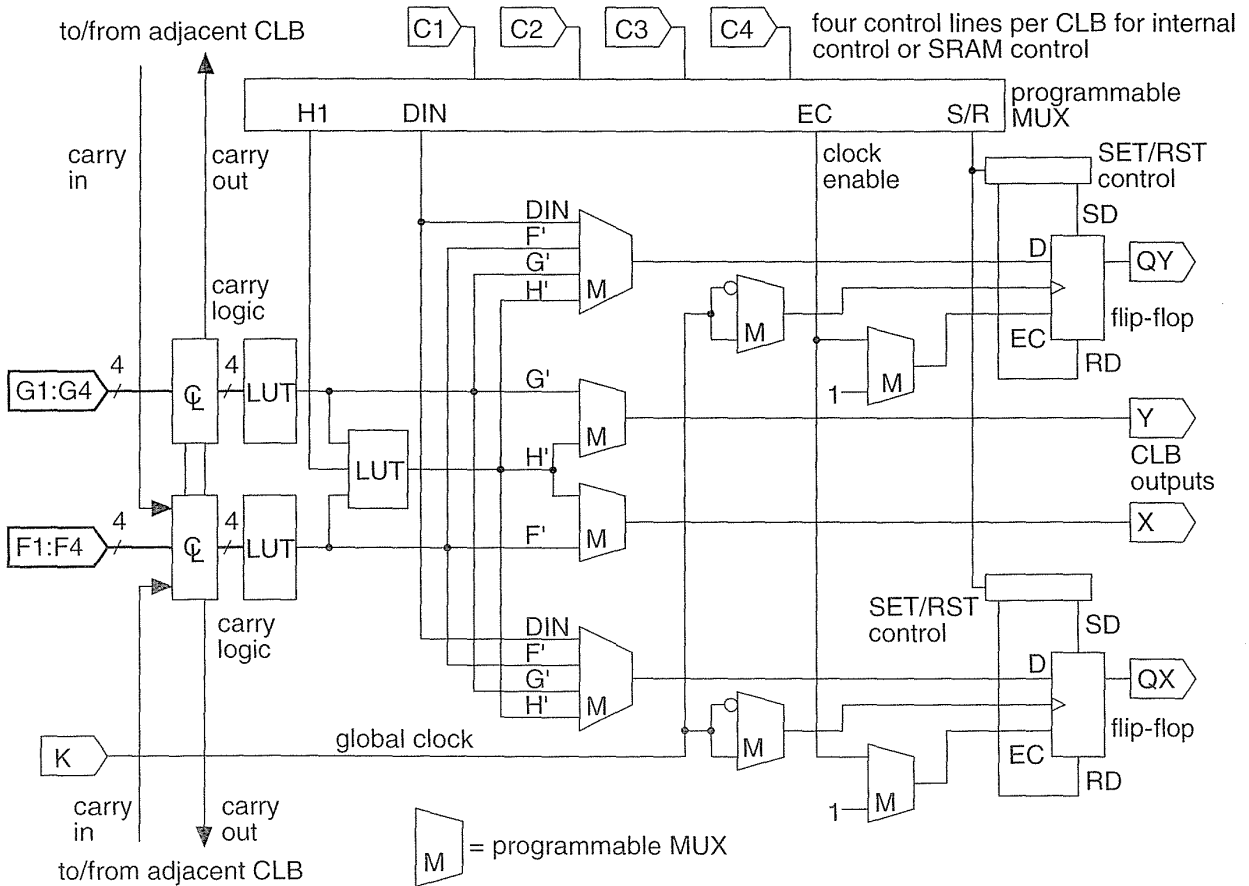 to/from adjacent CLB
C1
C2
C3
C4
four control lines per CLB for internal
control or SRAM control
programmable
MUX
H1
DIN
EC
S/R
carry
in
carry
out
clock
enable
SET/RST
control
SD
DIN
F'
G'
H'
M
D
QY
carry
logic
M
EC
flip-flop
RD
4
4
G1:G4
CL
LUT
G'
M
1
M
Y
LUT
H'
CLB
outputs
4
4
F1:F4
CL
LUT
F'
M
X
carry
logic
SET/RST
control
SD
DIN
F'
G'
H'
M
D
QX
K
global clock
M
EC
flip-flop
RD
carry
in
carry
out
1
M
M
= programmable MUX
to/from adjacent CLB